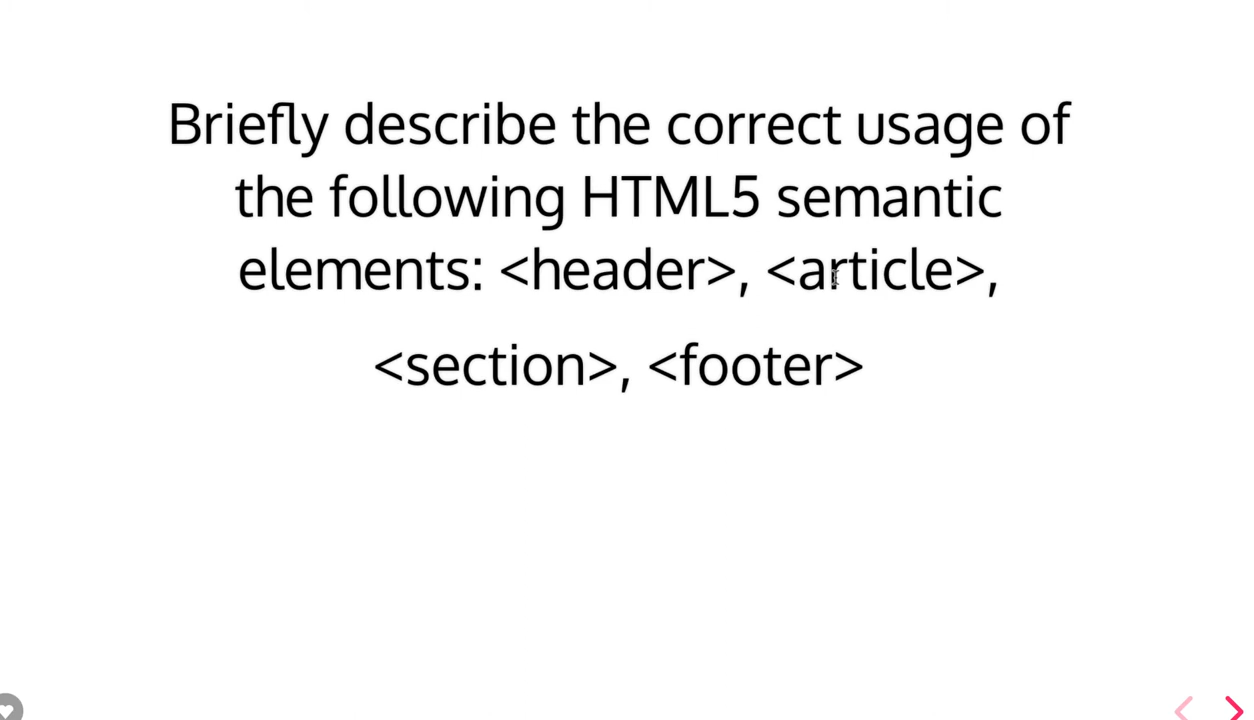 Briefly describe the correct usage of
the following HTML5 semantic
elements: <header>, <article>,
<section>, <footer>